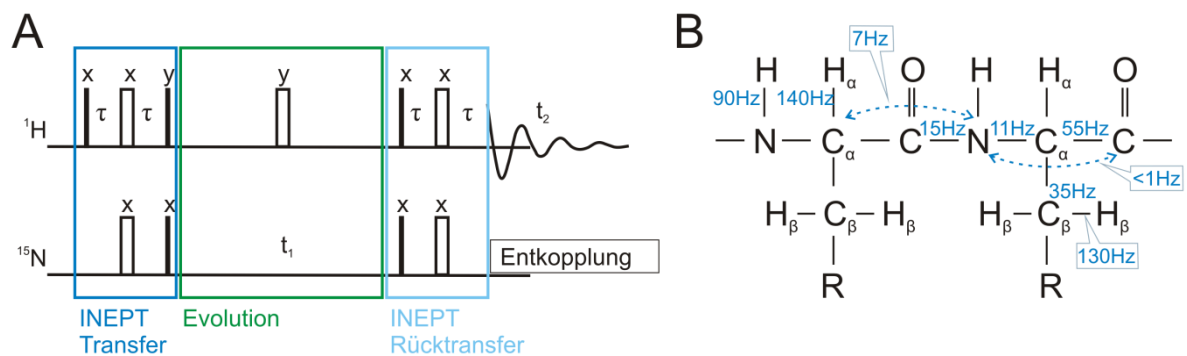 A
x x y y x x
τ τ τ τ t₂
¹H
x x x x
¹⁵N t₁ Entkopplung
INEPT Transfer
Evolution
INEPT Rücktransfer
B
7Hz
H Hα O H Hα O
90Hz 140Hz
15Hz 11Hz 55Hz
N Cα C N Cα C
<1Hz
35Hz
Hβ Cβ Hβ Hβ Cβ Hβ
130Hz
R R